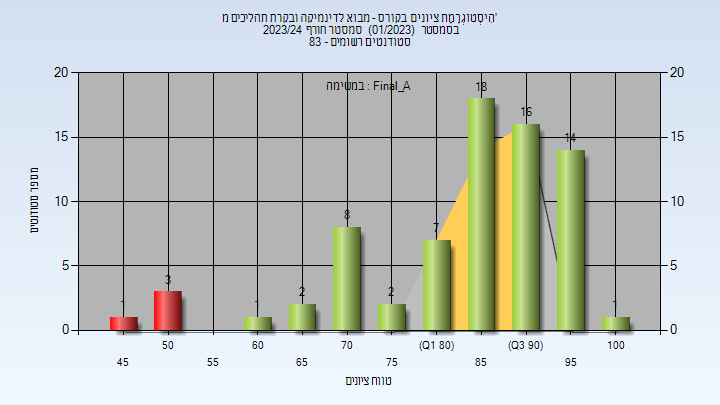 הִיסְטוגְרַמַת ציונים בקורס - מבוא לדינמיקה ובקרת תהליכים מ'
בסמסטר (01/2023) סמסטר חורף 2023/24
סטודנטים רשומים - 83
במשימה : Final_A
מספר סטודנטים
20 20
15 15
10 10
5 5
0 0
1 3 1 2 8 2 7 18 16 14 1
45 50 55 60 65 70 75 (Q1 80) 85 (Q3 90) 95 100
טווח ציונים